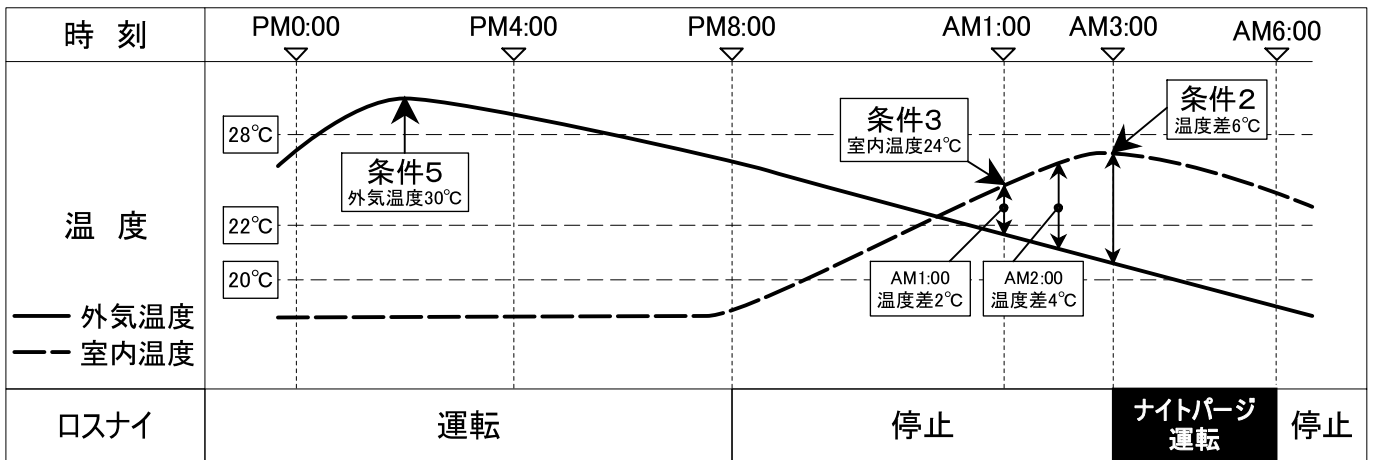 時 刻
PM0:00 PM4:00 PM8:00 AM1:00 AM3:00 AM6:00
温 度
外気温度
室内温度
28℃
22℃
20℃
条件5
外気温度30℃
条件3
室内温度24℃
条件2
温度差6℃
AM1:00
温度差2℃
AM2:00
温度差4℃
ロスナイ
運転
停止
ナイトパージ
運転
停止